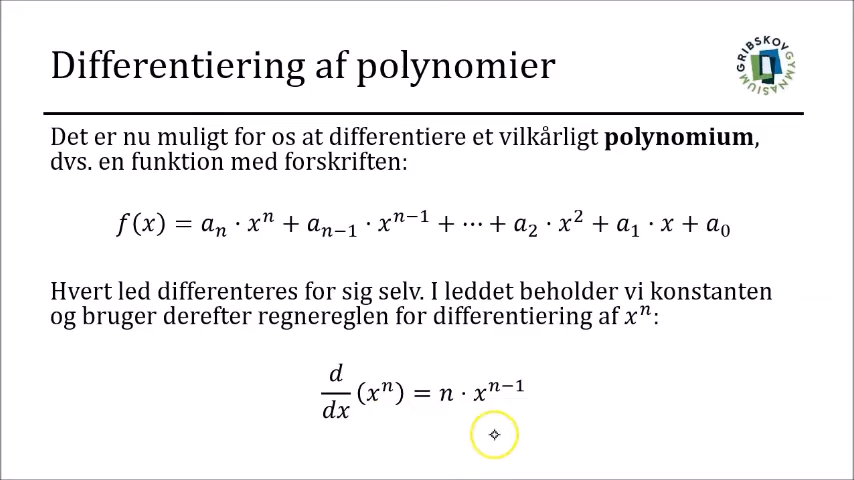 Differentiering af polynomier
GRIBSKOV GYMNASIUM
Det er nu muligt for os at differentiere et vilkårligt polynomium,
dvs. en funktion med forskriften:
f(x) = aₙ · xⁿ + aₙ₋₁ · xⁿ⁻¹ + ⋯ + a₂ · x² + a₁ · x + a₀
Hvert led differenteres for sig selv. I leddet beholder vi konstanten
og bruger derefter regnereglen for differentiering af xⁿ:
d/dx (xⁿ) = n · xⁿ⁻¹